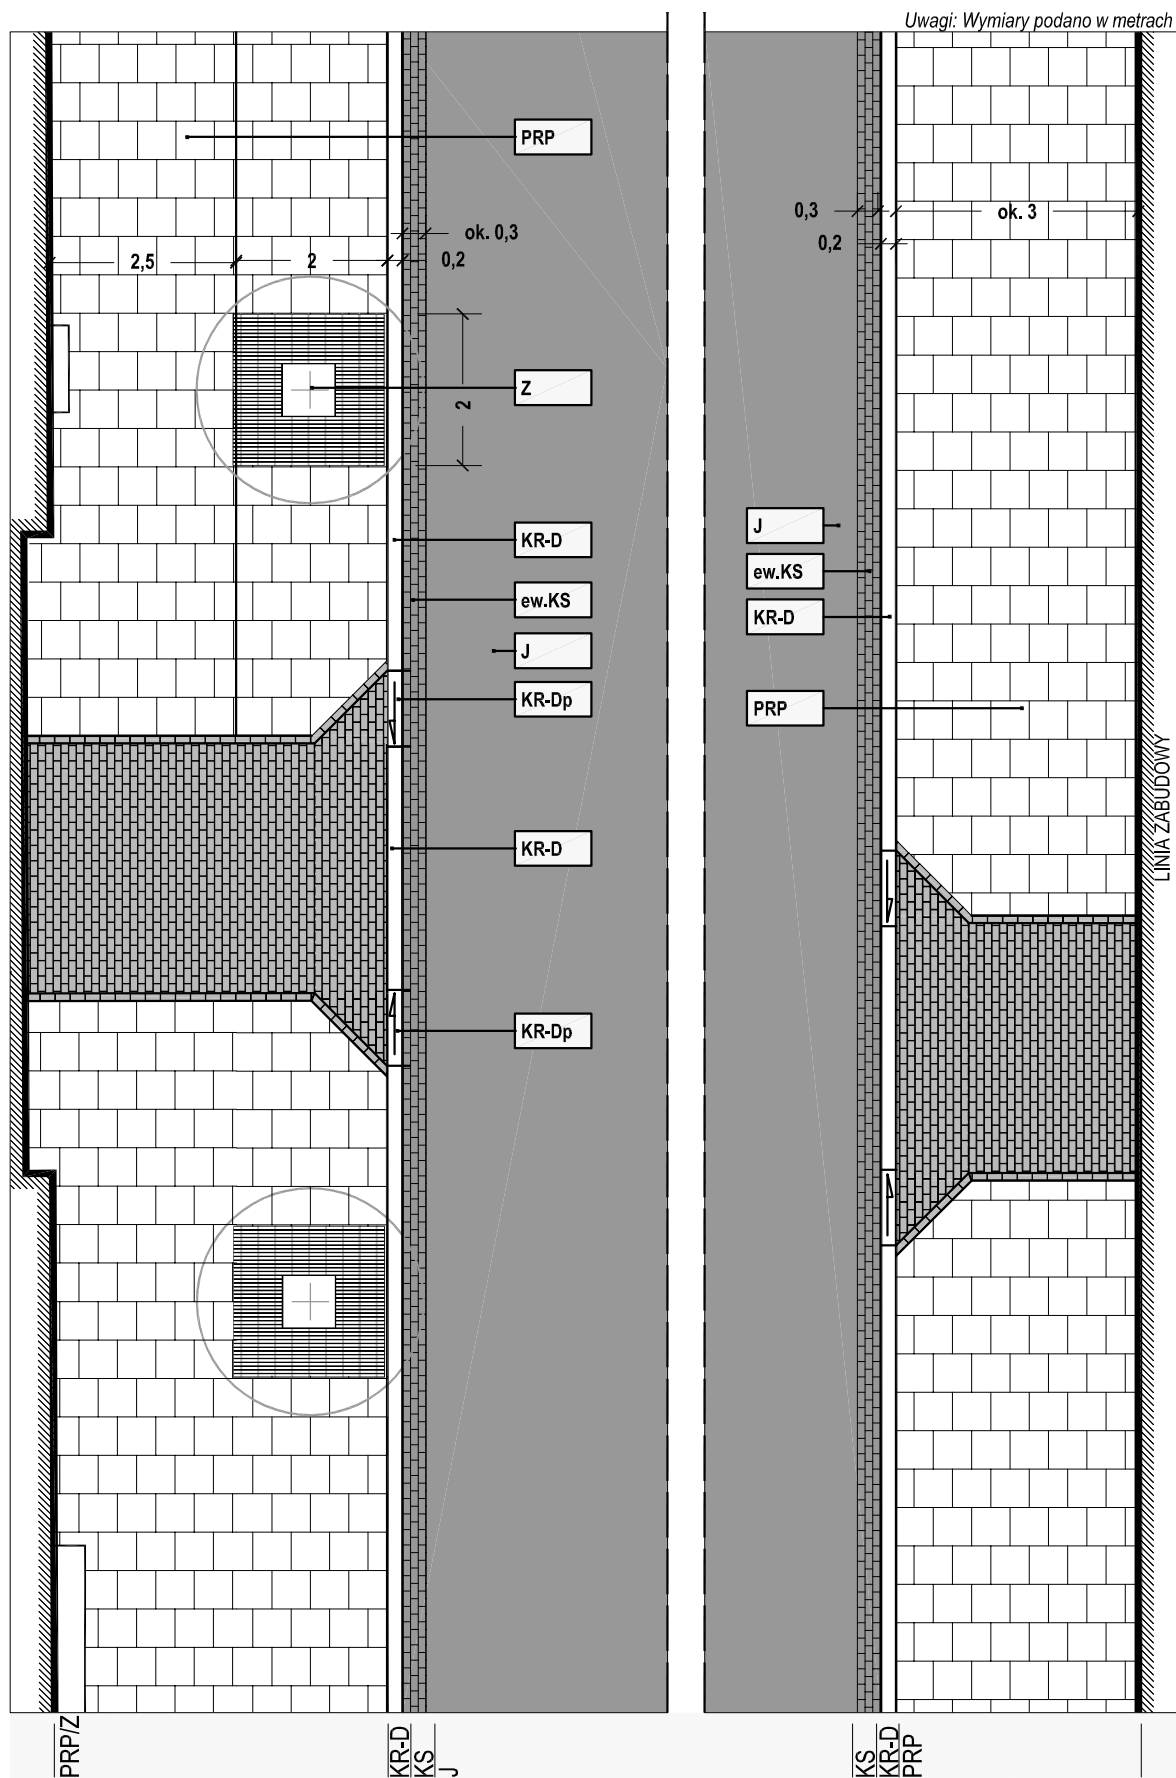 Uwagi: Wymiary podano w metrach
PRP
ok. 0,3
2,5
2
0,2
0,3
ok. 3
0,2
Z
2
KR-D
ew.KS
J
KR-Dp
KR-D
KR-Dp
J
ew.KS
KR-D
PRP
LINIA ZABUDOWY
PRP/Z
KR-D
KS
J
KS
KR-D
PRP